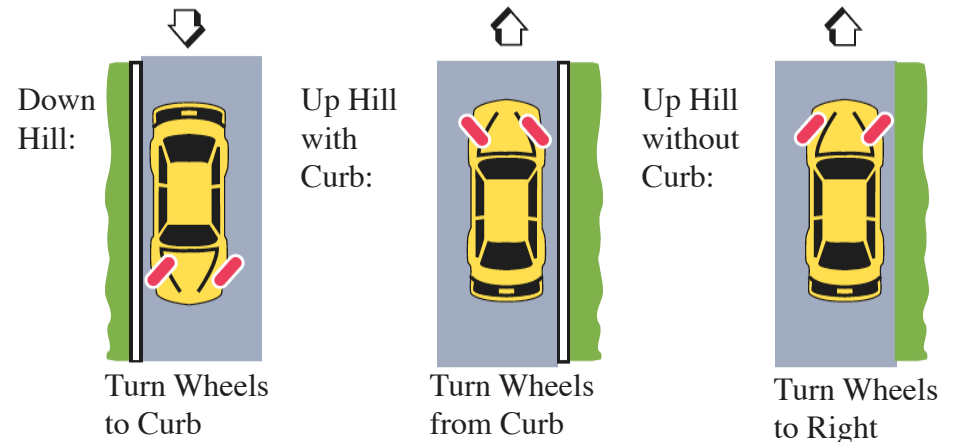 Down
Hill:
Turn Wheels
to Curb
Up Hill
with
Curb:
Turn Wheels
from Curb
Up Hill
without
Curb:
Turn Wheels
to Right